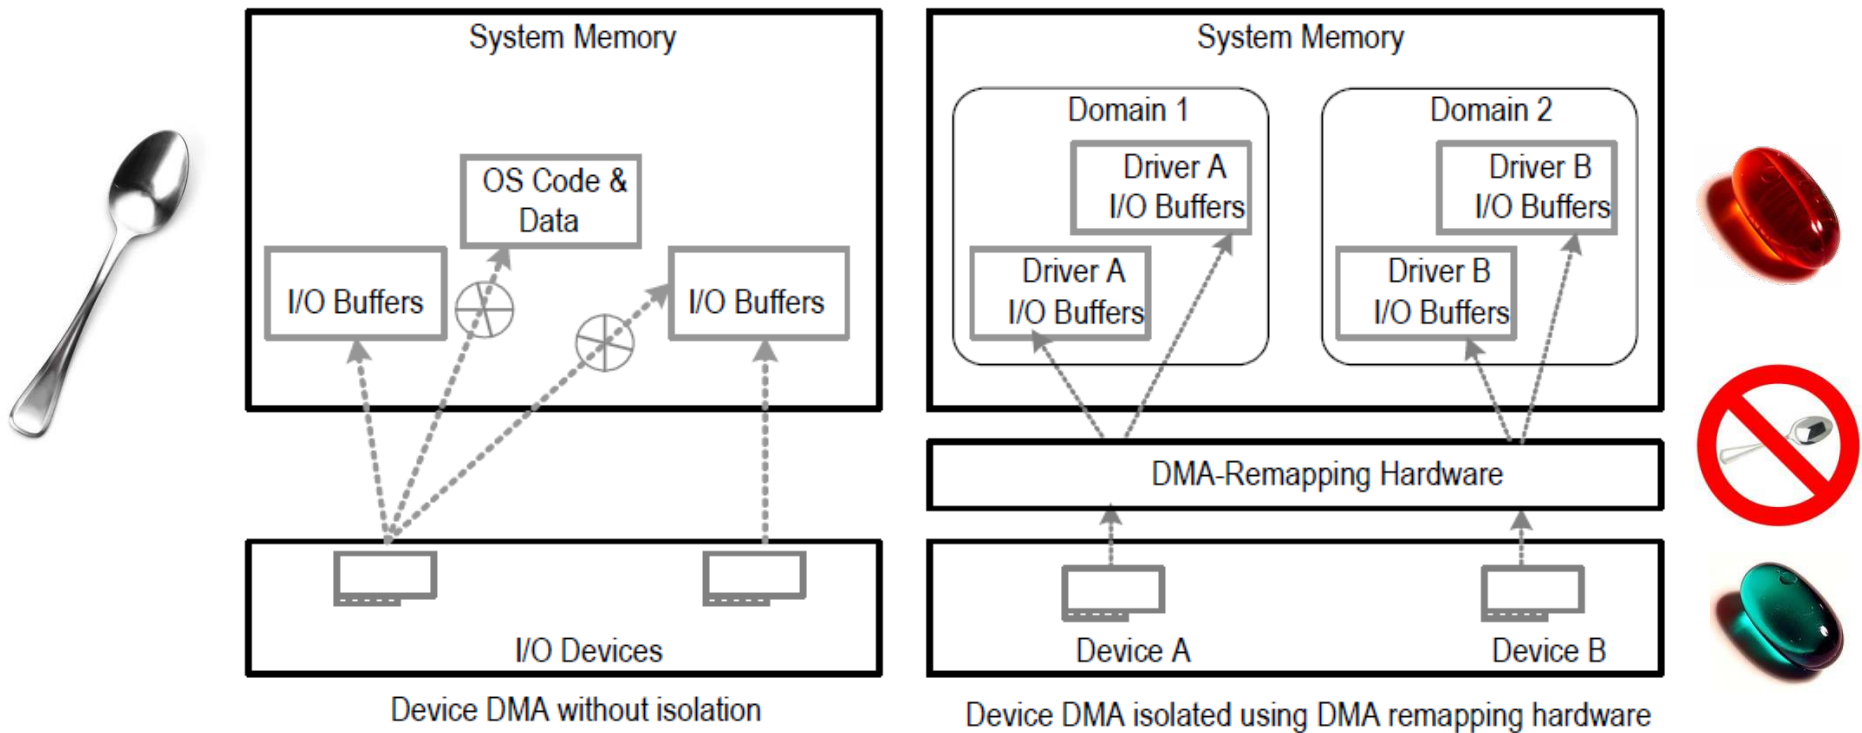 System Memory
OS Code &
Data
I/O Buffers
I/O Buffers
I/O Devices
Device DMA without isolation
System Memory
Domain 1
Driver A
I/O Buffers
Driver A
I/O Buffers
Domain 2
Driver B
I/O Buffers
Driver B
I/O Buffers
DMA-Remapping Hardware
Device A
Device B
Device DMA isolated using DMA remapping hardware